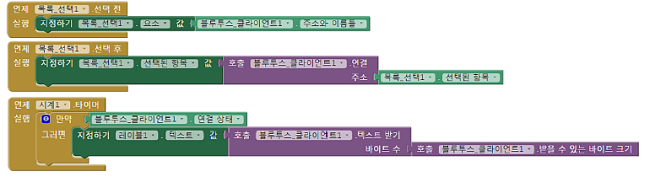 언제 목록_선택1 .선택 전
실행 지정하기 목록_선택1 . 요소 값 블루투스_클라이언트1 . 주소와 이름들
언제 목록_선택1 .선택 후
실행 지정하기 목록_선택1 . 선택된 항목 값 호출 블루투스_클라이언트1 .연결
주소 목록_선택1 . 선택된 항목
언제 시계1 .타이머
실행 만약 블루투스_클라이언트1 . 연결 상태
그러면 지정하기 레이블1 . 텍스트 값 호출 블루투스_클라이언트1 .텍스트 받기
바이트 수 호출 블루투스_클라이언트1 .받을 수 있는 바이트 크기